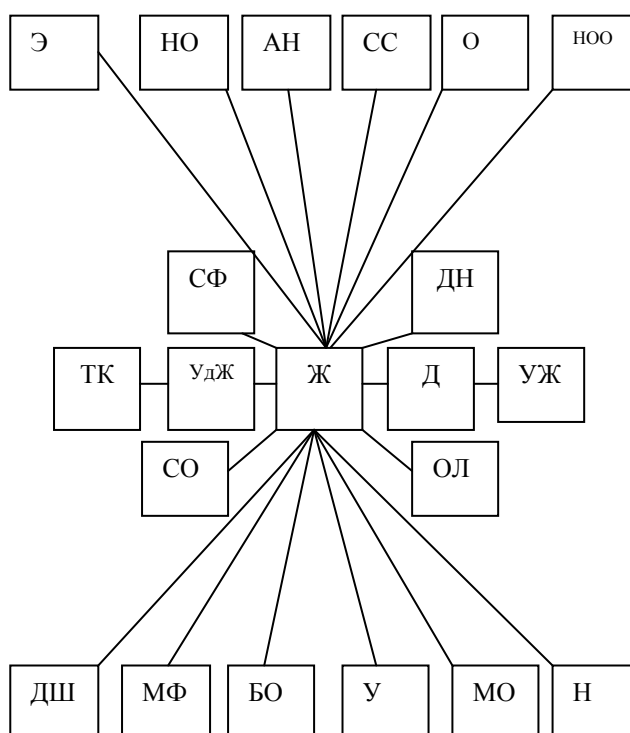 Э НО АН СС О НОО
СФ ДН
ТК УдЖ Ж Д УЖ
СО ОЛ
ДШ МФ БО У МО Н